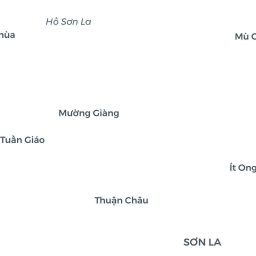 Hồ Sơn La
hùa
Mù C
Mường Giàng
Tuần Giáo
Ít Ong
Thuận Châu
SƠN LA